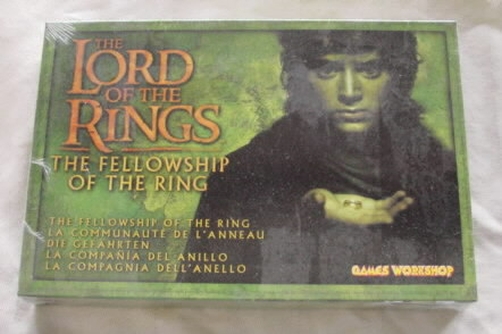 THE
LORD
OF THE
RINGS
THE FELLOWSHIP
OF THE RING
THE FELLOWSHIP OF THE RING
LA COMMUNAUTÉ DE L'ANNEAU
DIE GEFÄHRTEN
LA COMPAÑÍA DEL ANILLO
LA COMPAGNIA DELL'ANELLO
GAMES WORKSHOP